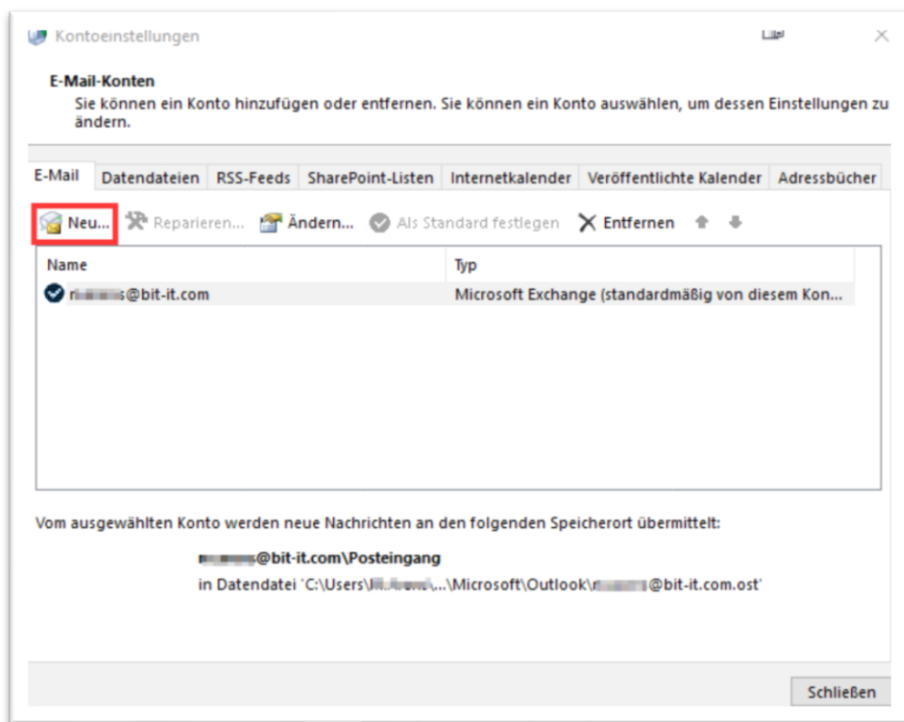 Kontoeinstellungen
E-Mail-Konten
Sie können ein Konto hinzufügen oder entfernen. Sie können ein Konto auswählen, um dessen Einstellungen zu
ändern.
E-Mail Datendateien RSS-Feeds SharePoint-Listen Internetkalender Veröffentlichte Kalender Adressbücher
Neu... Reparieren... Ändern... Als Standard festlegen Entfernen
Name Typ
@bit-it.com Microsoft Exchange (standardmäßig von diesem Kon...
Vom ausgewählten Konto werden neue Nachrichten an den folgenden Speicherort übermittelt:
@bit-it.com\Posteingang
in Datendatei 'C:\Users\ \...\Microsoft\Outlook\ @bit-it.com.ost'
Schließen